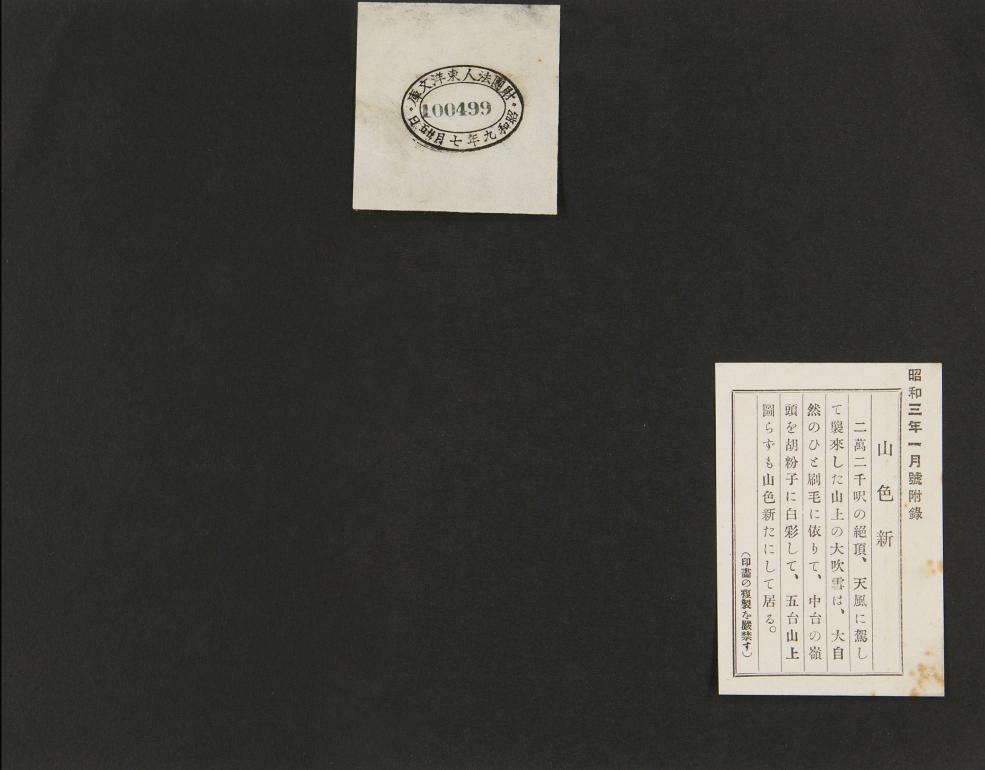 財團法人東洋文庫
100499
昭和九年七月廿五日
昭和三年一月號附錄
山色新
二萬二千呎の絕頂、天風に駕し
て襲來した山上の大吹雪は、大自
然のひと刷毛に依りて、中台の嶺
頭を胡粉子に白彩して、五台山上
圖らずも山色新たにして居る。
(印畫の複製を嚴禁す)